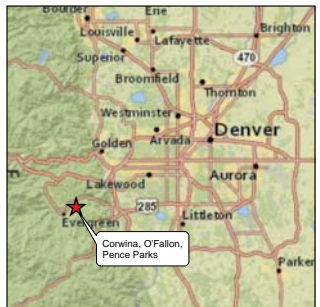 Boulder
Erie
Brighton
Louisville
Lafayette
Superior
470
Broomfield
Thornton
Westminster
Denver
Arvada
Golden
Aurora
Lakewood
285
Littleton
Evergreen
Corwina, O'Fallon,
Pence Parks
Parker